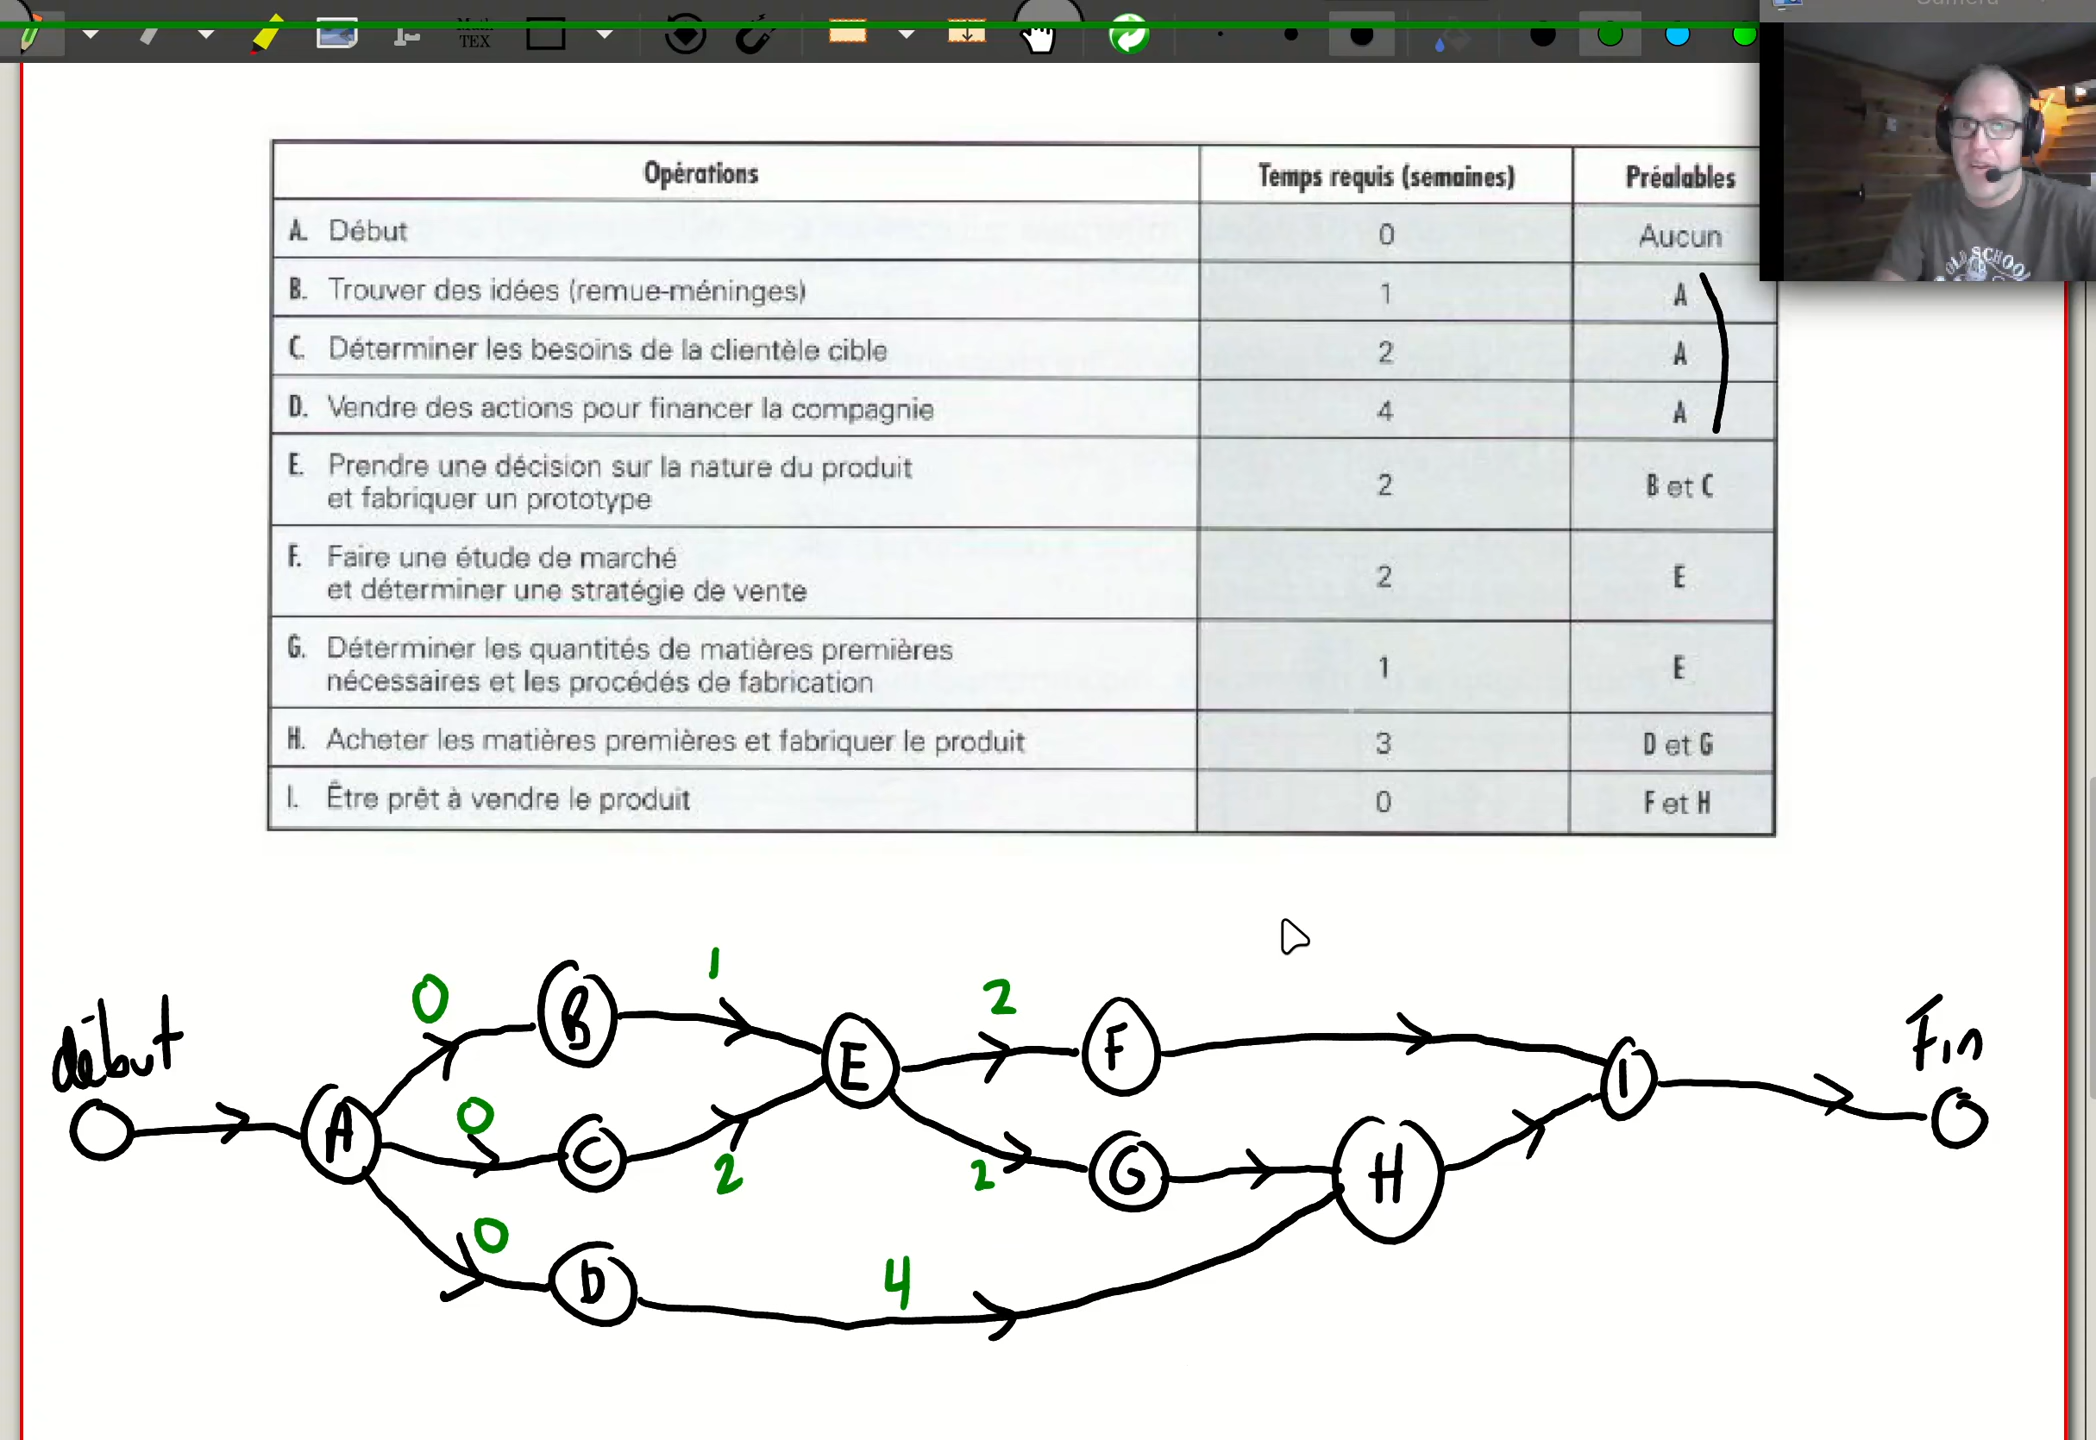 Math
TEX
Opérations Temps requis (semaines) Préalables
A. Début 0 Aucun
B. Trouver des idées (remue-méninges) 1 A
C. Déterminer les besoins de la clientèle cible 2 A
D. Vendre des actions pour financer la compagnie 4 A
E. Prendre une décision sur la nature du produit
et fabriquer un prototype 2 B et C
F. Faire une étude de marché
et déterminer une stratégie de vente 2 E
G. Déterminer les quantités de matières premières
nécessaires et les procédés de fabrication 1 E
H. Acheter les matières premières et fabriquer le produit 3 D et G
I. Être prêt à vendre le produit 0 F et H
OLD SCHOOL
début
0 B 1 2 F Fin
A 0 C 2 E 2 G H I
0 D 4